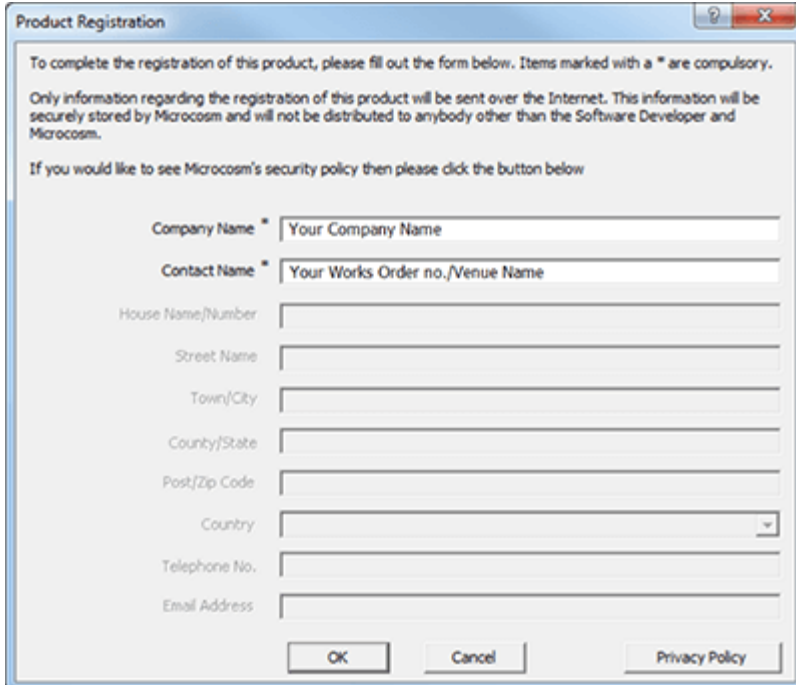 Product Registration
To complete the registration of this product, please fill out the form below. Items marked with a * are compulsory.
Only information regarding the registration of this product will be sent over the Internet. This information will be
securely stored by Microcosm and will not be distributed to anybody other than the Software Developer and
Microcosm.
If you would like to see Microcosm's security policy then please click the button below
Company Name * Your Company Name
Contact Name * Your Works Order no./Venue Name
House Name/Number
Street Name
Town/City
County/State
Post/Zip Code
Country
Telephone No.
Email Address
OK Cancel Privacy Policy